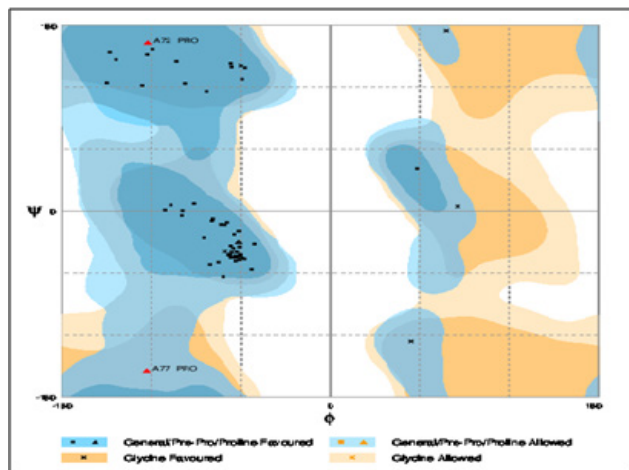 180
A72 PRO
Ψ
0
A77 PRO
-180
-180
0
180
Φ
General/Pre-Pro/Proline Favoured
General/Pre-Pro/Proline Allowed
Glycine Favoured
Glycine Allowed